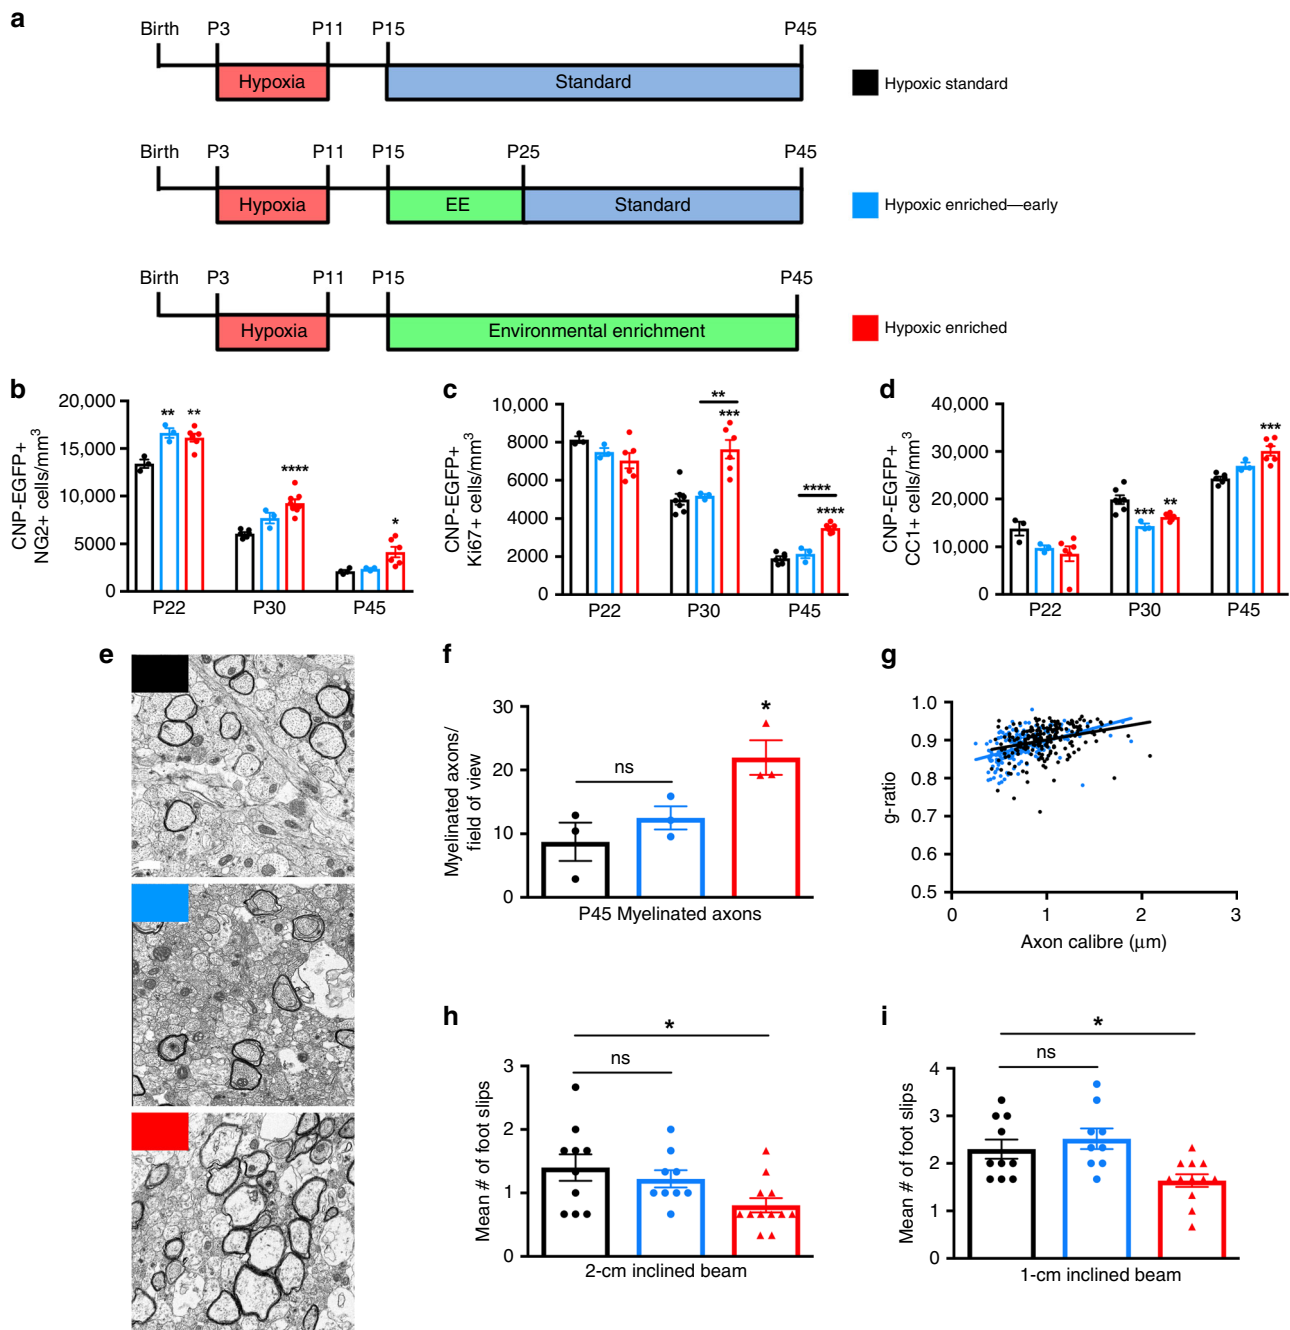 a
Birth P3 P11 P15 P45
Hypoxia Standard
Hypoxic standard
Birth P3 P11 P15 P25 P45
Hypoxia EE Standard
Hypoxic enriched—early
Birth P3 P11 P15 P45
Hypoxia Environmental enrichment
Hypoxic enriched
b
CNP-EGFP+
NG2+ cells/mm³
20,000
15,000
10,000
5000
0
** **
****
*
P22 P30 P45
c
CNP-EGFP+
Ki67+ cells/mm³
10,000
8000
6000
4000
2000
0
**
***
****
****
P22 P30 P45
d
CNP-EGFP+
CC1+ cells/mm³
40,000
30,000
20,000
10,000
0
*** **
***
P22 P30 P45
e
f
Myelinated axons/
field of view
30
20
10
0
ns
*
P45 Myelinated axons
g
g-ratio
1.0
0.9
0.8
0.7
0.6
0.5
0 1 2 3
Axon calibre (μm)
h
Mean # of foot slips
3
2
1
0
*
ns
2-cm inclined beam
i
Mean # of foot slips
4
3
2
1
0
*
ns
1-cm inclined beam